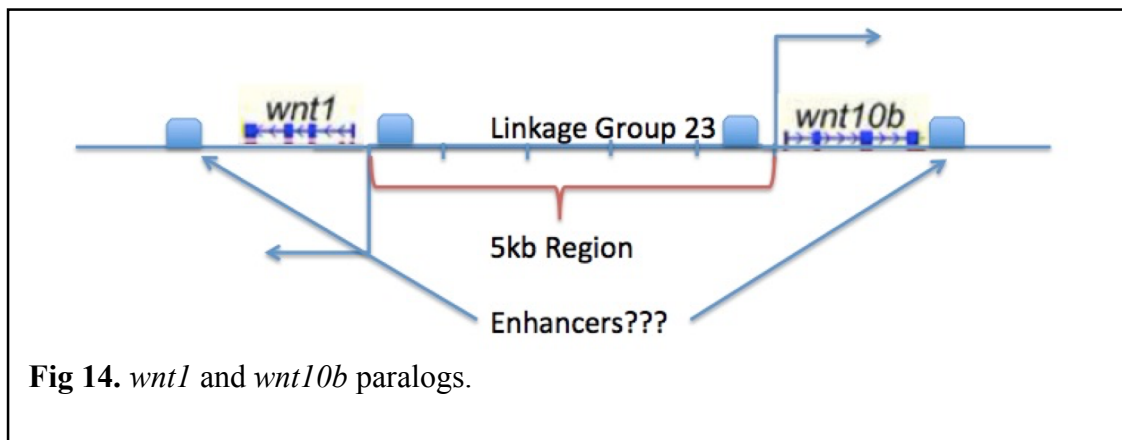 wnt1
Linkage Group 23
wnt10b
5kb Region
Enhancers???
Fig 14. wnt1 and wnt10b paralogs.